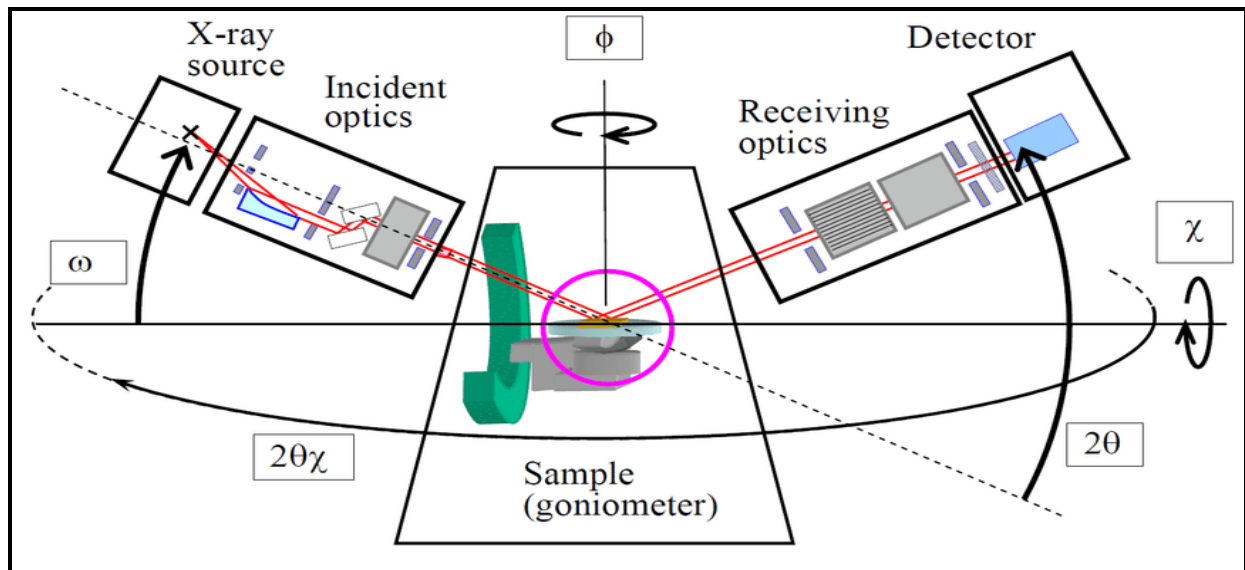 X-ray
source
Incident
optics
ϕ
Detector
Receiving
optics
ω
χ
2θχ
2θ
Sample
(goniometer)